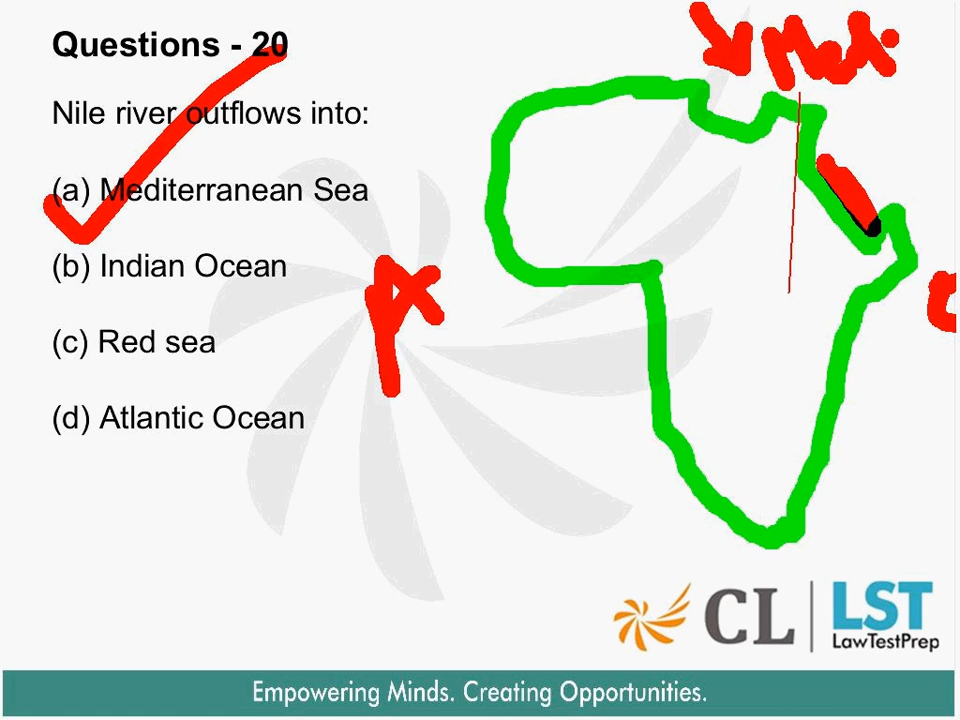 Questions - 20
Nile river outflows into:
(a) Mediterranean Sea
(b) Indian Ocean
(c) Red sea
(d) Atlantic Ocean
Med.
CL
LST
LawTestPrep
Empowering Minds. Creating Opportunities.